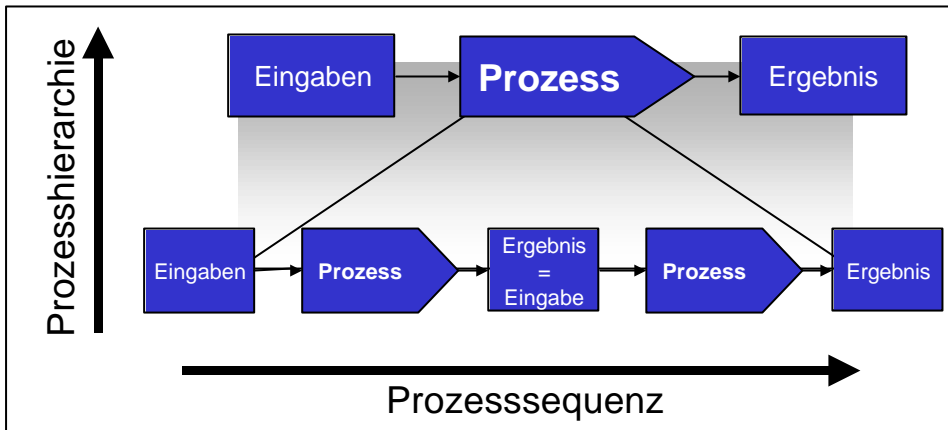 Prozesshierarchie
Eingaben
Prozess
Ergebnis
Eingaben
Prozess
Ergebnis
=
Eingabe
Prozess
Ergebnis
Prozesssequenz